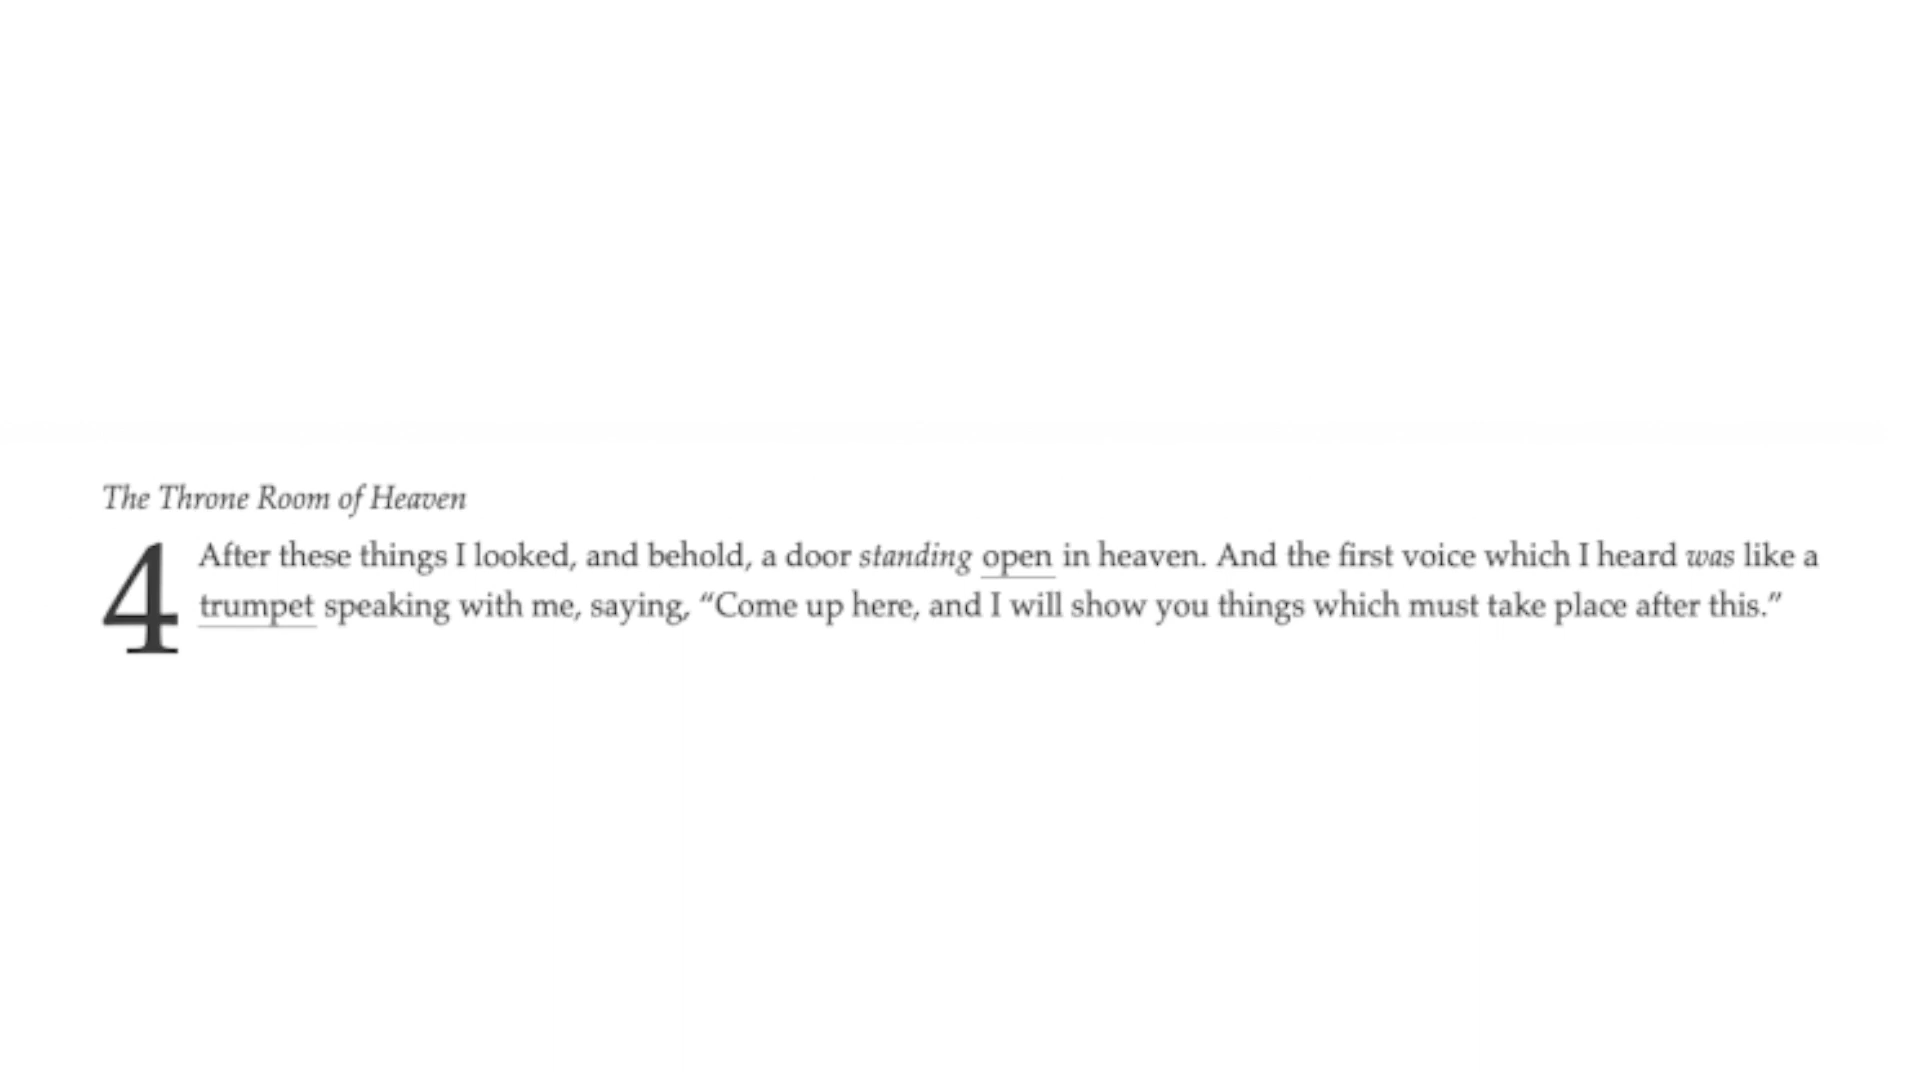 The Throne Room of Heaven
4 After these things I looked, and behold, a door standing open in heaven. And the first voice which I heard was like a
trumpet speaking with me, saying, “Come up here, and I will show you things which must take place after this.”